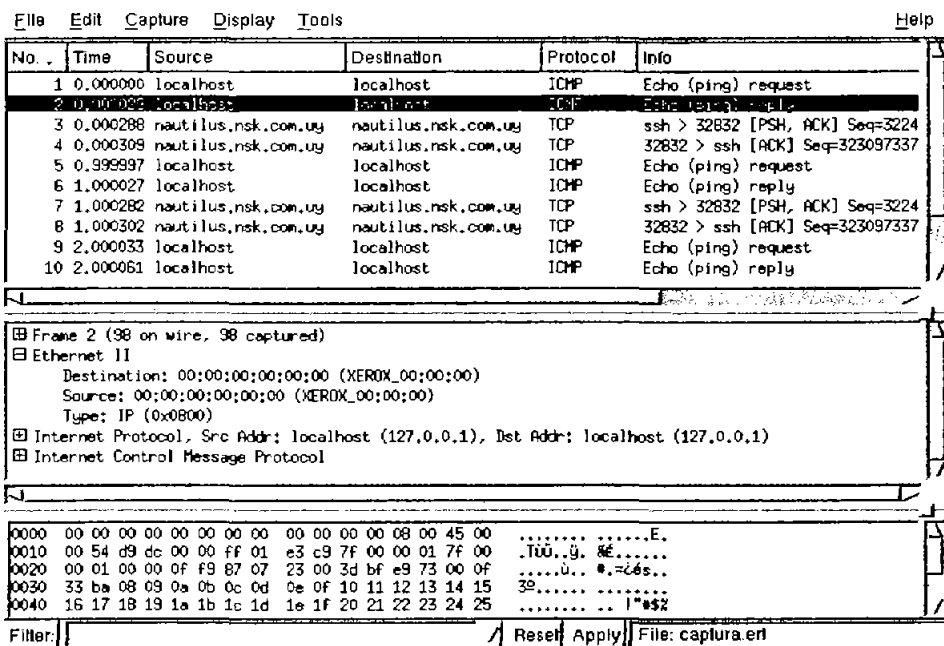 File Edit Capture Display Tools Help
No. . Time Source Destination Protocol Info
1 0.000000 localhost localhost ICMP Echo (ping) request
2 localhost localhost ICMP Echo (ping) reply
3 0.000288 nautilus.nsk.com.uy nautilus.nsk.com.uy TCP ssh > 32832 [PSH, ACK] Seq=3224
4 0.000309 nautilus.nsk.com.uy nautilus.nsk.com.uy TCP 32832 > ssh [ACK] Seq=323097337
5 0.999997 localhost localhost ICMP Echo (ping) request
6 1.000027 localhost localhost ICMP Echo (ping) reply
7 1.000282 nautilus.nsk.com.uy nautilus.nsk.com.uy TCP ssh > 32832 [PSH, ACK] Seq=3224
8 1.000302 nautilus.nsk.com.uy nautilus.nsk.com.uy TCP 32832 > ssh [ACK] Seq=323097337
9 2.000033 localhost localhost ICMP Echo (ping) request
10 2.000061 localhost localhost ICMP Echo (ping) reply
Frame 2 (98 on wire, 98 captured)
Ethernet II
Destination: 00:00:00:00:00:00 (XEROX_00:00:00)
Source: 00:00:00:00:00:00 (XEROX_00:00:00)
Type: IP (0x0800)
Internet Protocol, Src Addr: localhost (127.0.0.1), Dst Addr: localhost (127.0.0.1)
Internet Control Message Protocol
0000 00 00 00 00 00 00 00 00 00 00 00 00 08 00 45 00 ........ ......E.
0010 00 54 d9 dc 00 00 ff 01 e3 c9 7f 00 00 01 7f 00 .TÙÜ..ÿ. ãÉ......
0020 00 01 00 00 0f f9 87 07 23 00 3d bf e9 73 00 0f .....ù.. #.=¿és..
0030 33 ba 08 09 0a 0b 0c 0d 0e 0f 10 11 12 13 14 15 3º...... ........
0040 16 17 18 19 1a 1b 1c 1d 1e 1f 20 21 22 23 24 25 ........ .. !"#$%
Filter: Reset Apply File: captura.erl